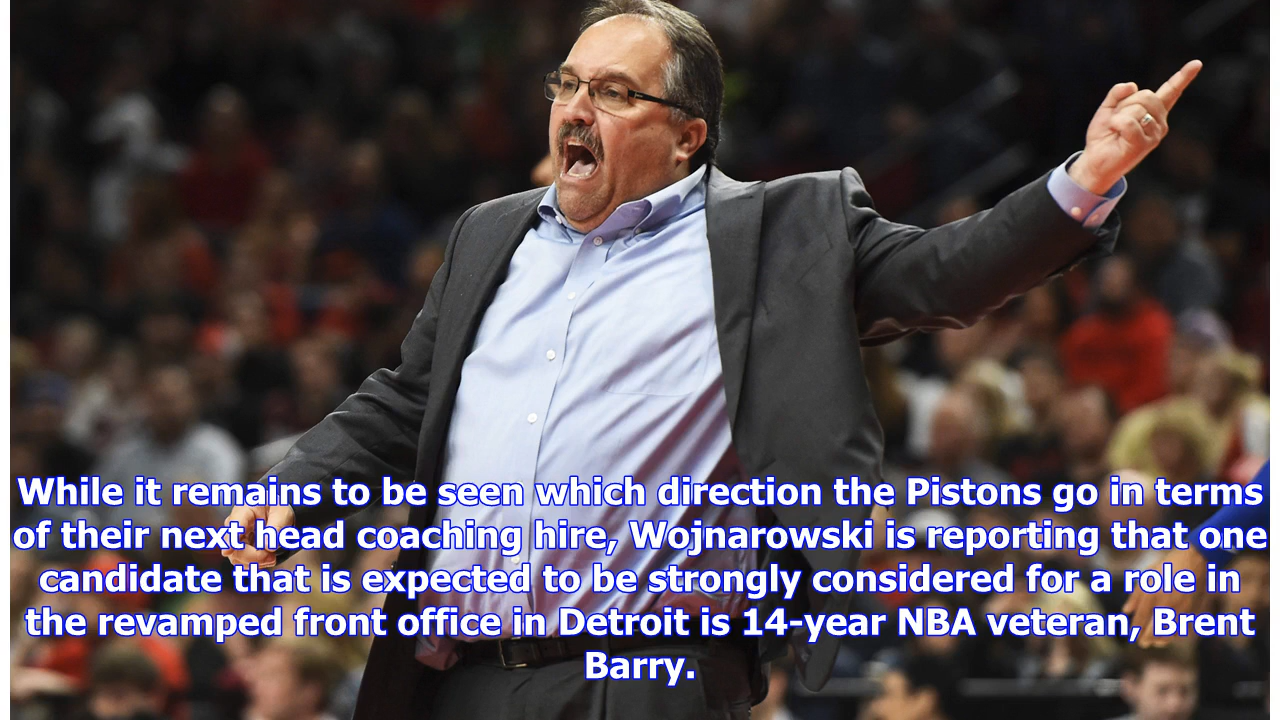 While it remains to be seen which direction the Pistons go in terms
of their next head coaching hire, Wojnarowski is reporting that one
candidate that is expected to be strongly considered for a role in
the revamped front office in Detroit is 14-year NBA veteran, Brent
Barry.